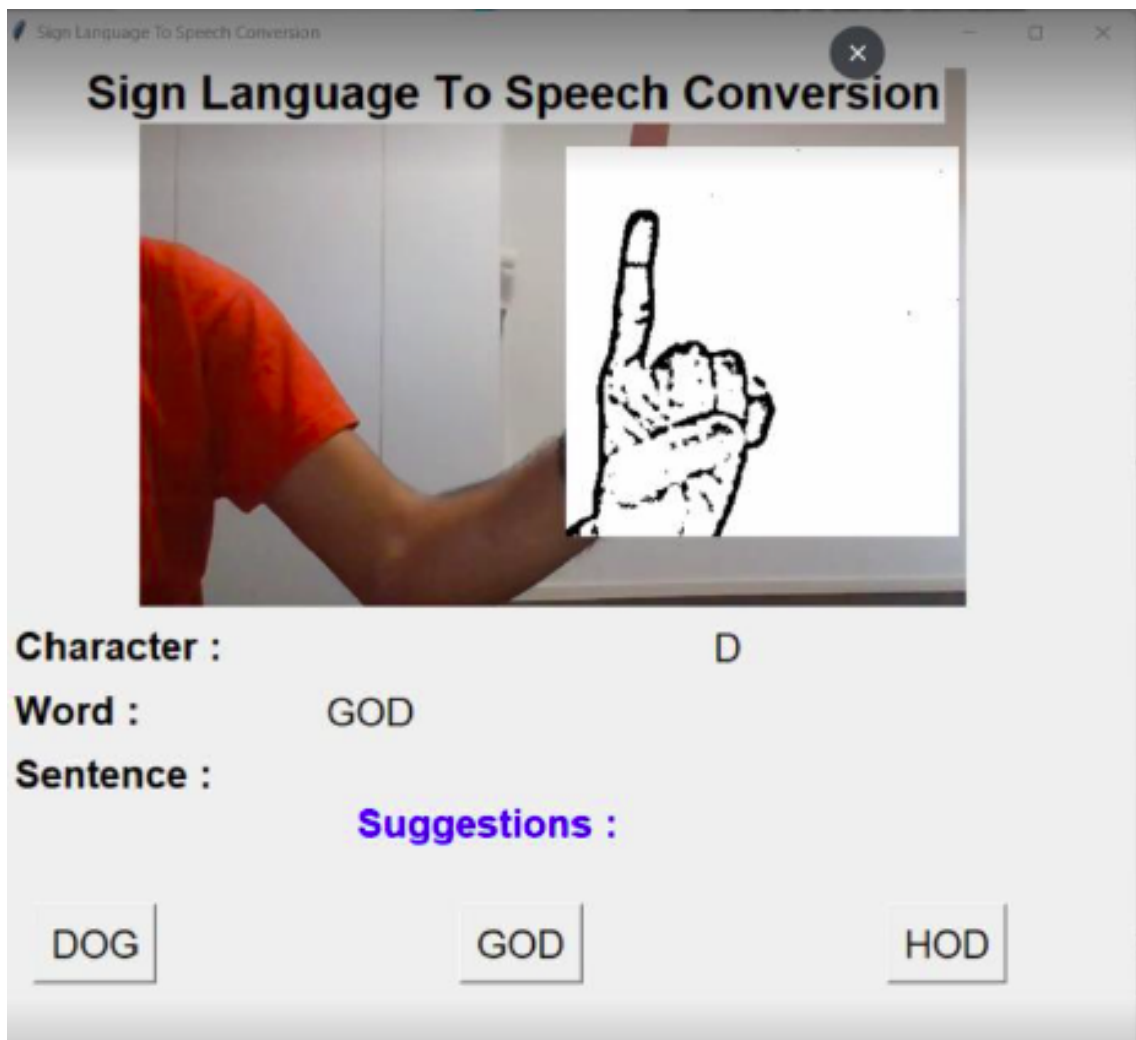 Sign Language To Speech Conversion
Sign Language To Speech Conversion
Character : D
Word : GOD
Sentence :
Suggestions :
DOG GOD HOD